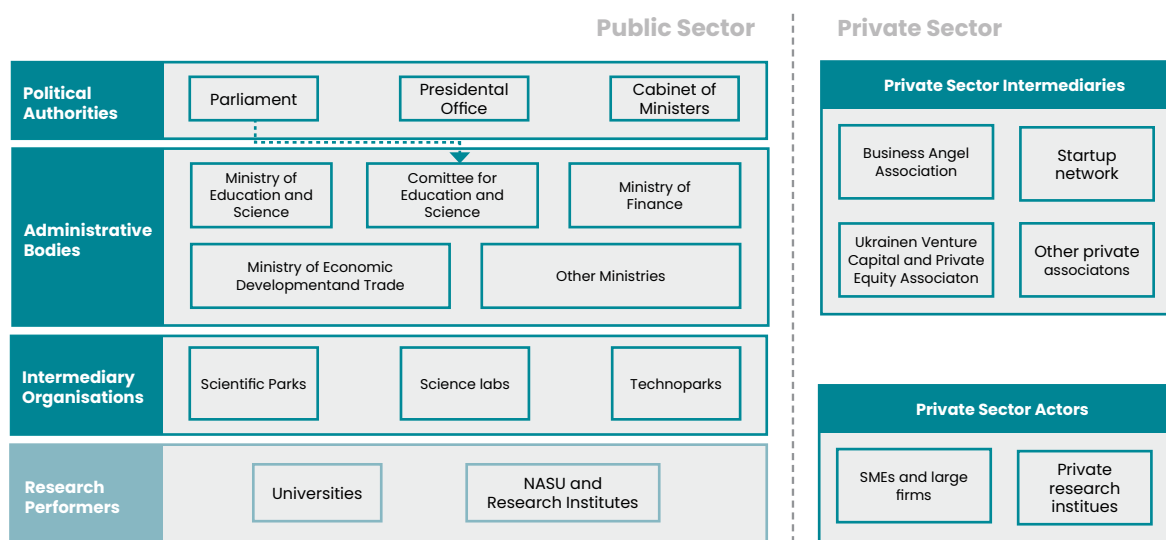 Public Sector
Private Sector
Political
Authorities
Parliament
Presidental
Office
Cabinet of
Ministers
Administrative
Bodies
Ministry of
Education and
Science
Comittee for
Education and
Science
Ministry of
Finance
Ministry of Economic
Developmentand Trade
Other Ministries
Intermediary
Organisations
Scientific Parks
Science labs
Technoparks
Research
Performers
Universities
NASU and
Research Institutes
Private Sector Intermediaries
Business Angel
Association
Startup
network
Ukrainen Venture
Capital and Private
Equity Associaton
Other private
associatons
Private Sector Actors
SMEs and large
firms
Private
research
institues